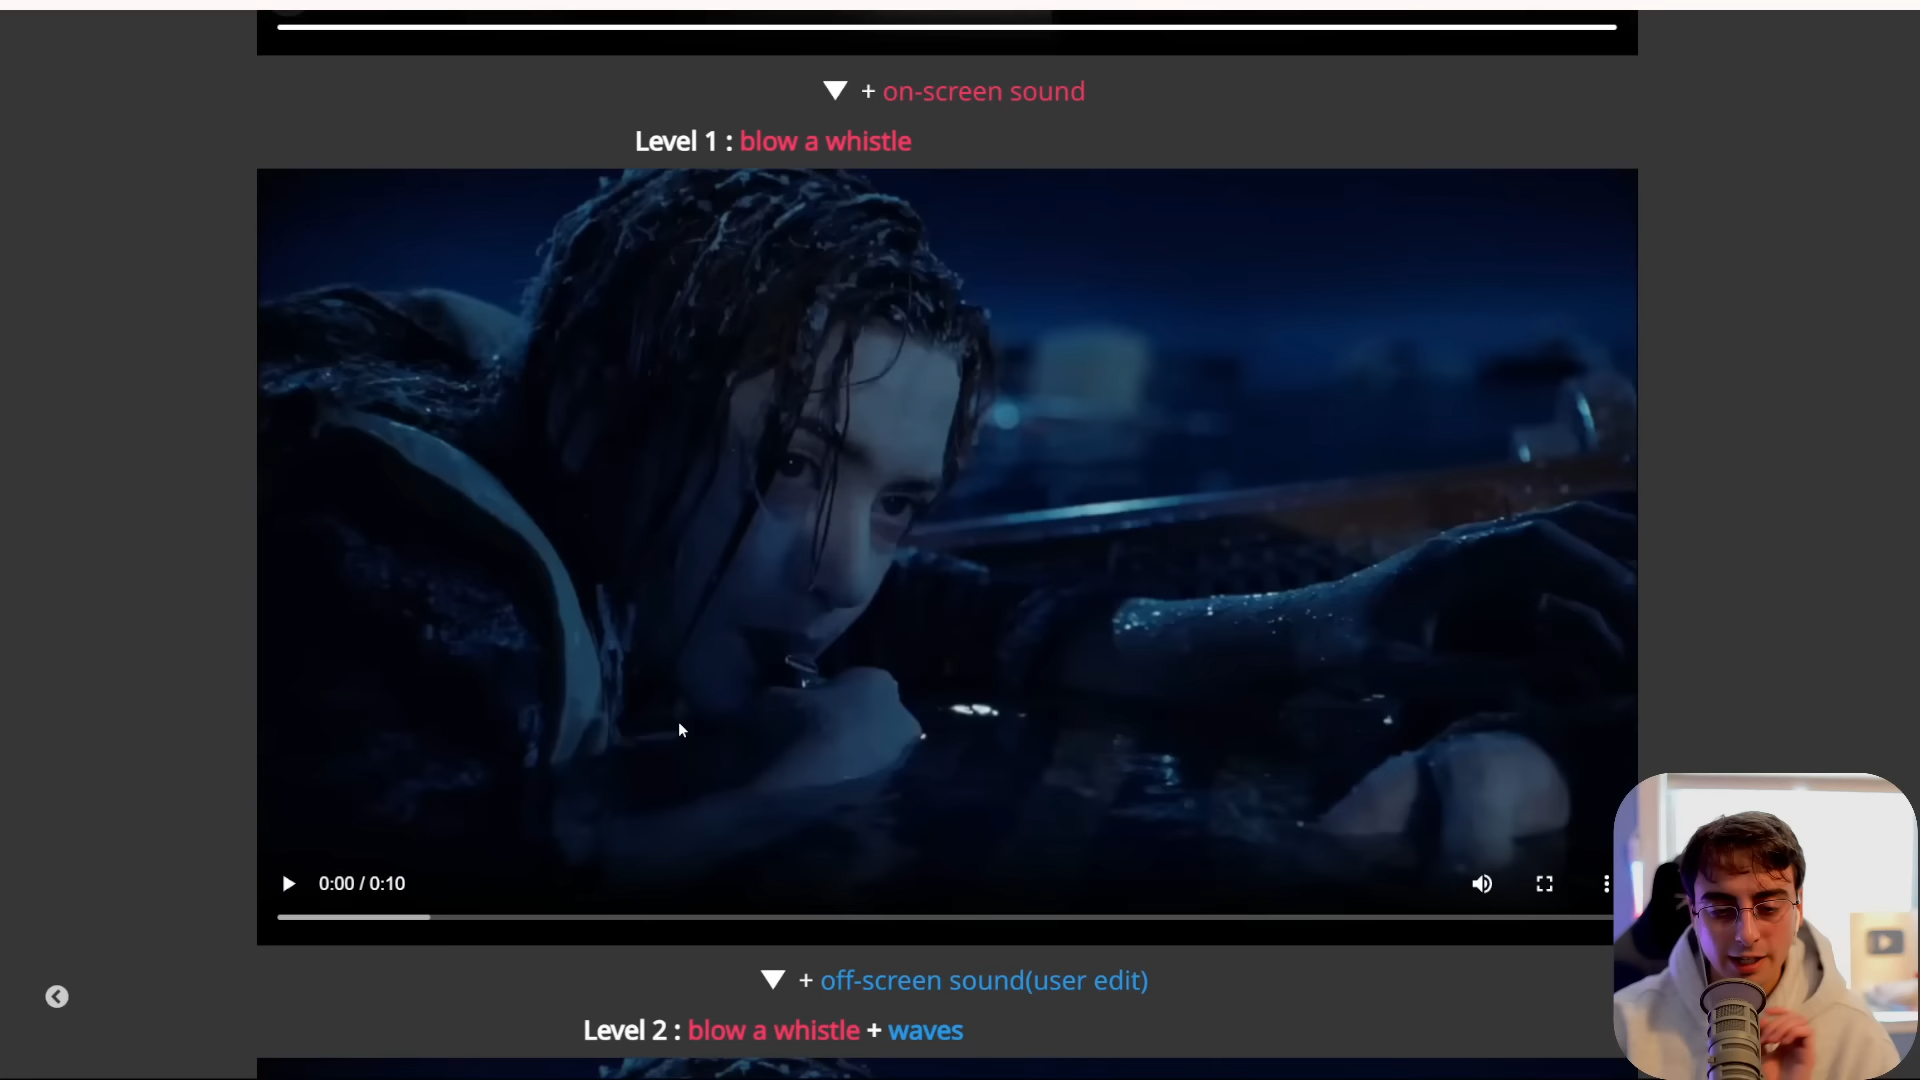 ▼ + on-screen sound
Level 1 : blow a whistle
0:00 / 0:10
▼ + off-screen sound(user edit)
Level 2 : blow a whistle + waves